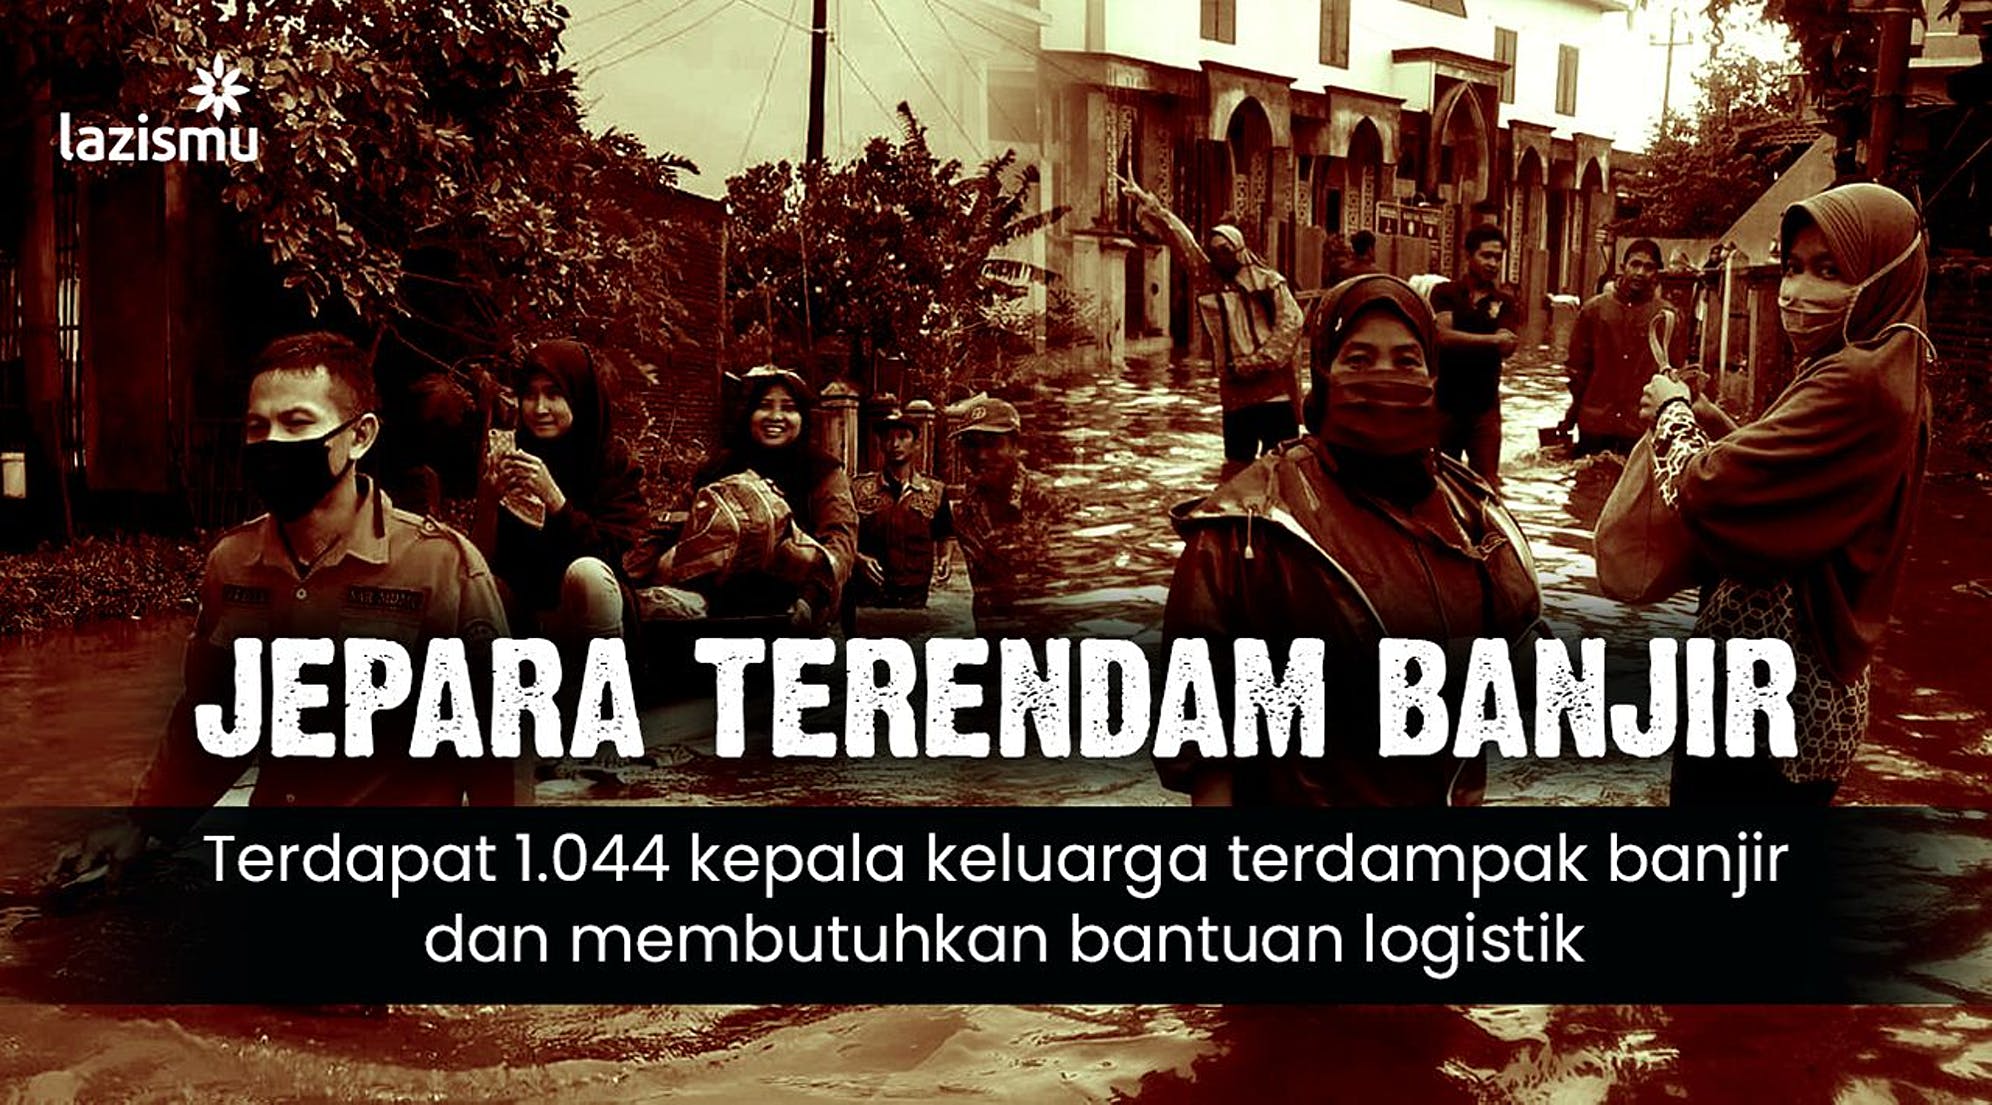 lazismu
JEPARA TERENDAM BANJIR
Terdapat 1.044 kepala keluarga terdampak banjir
dan membutuhkan bantuan logistik